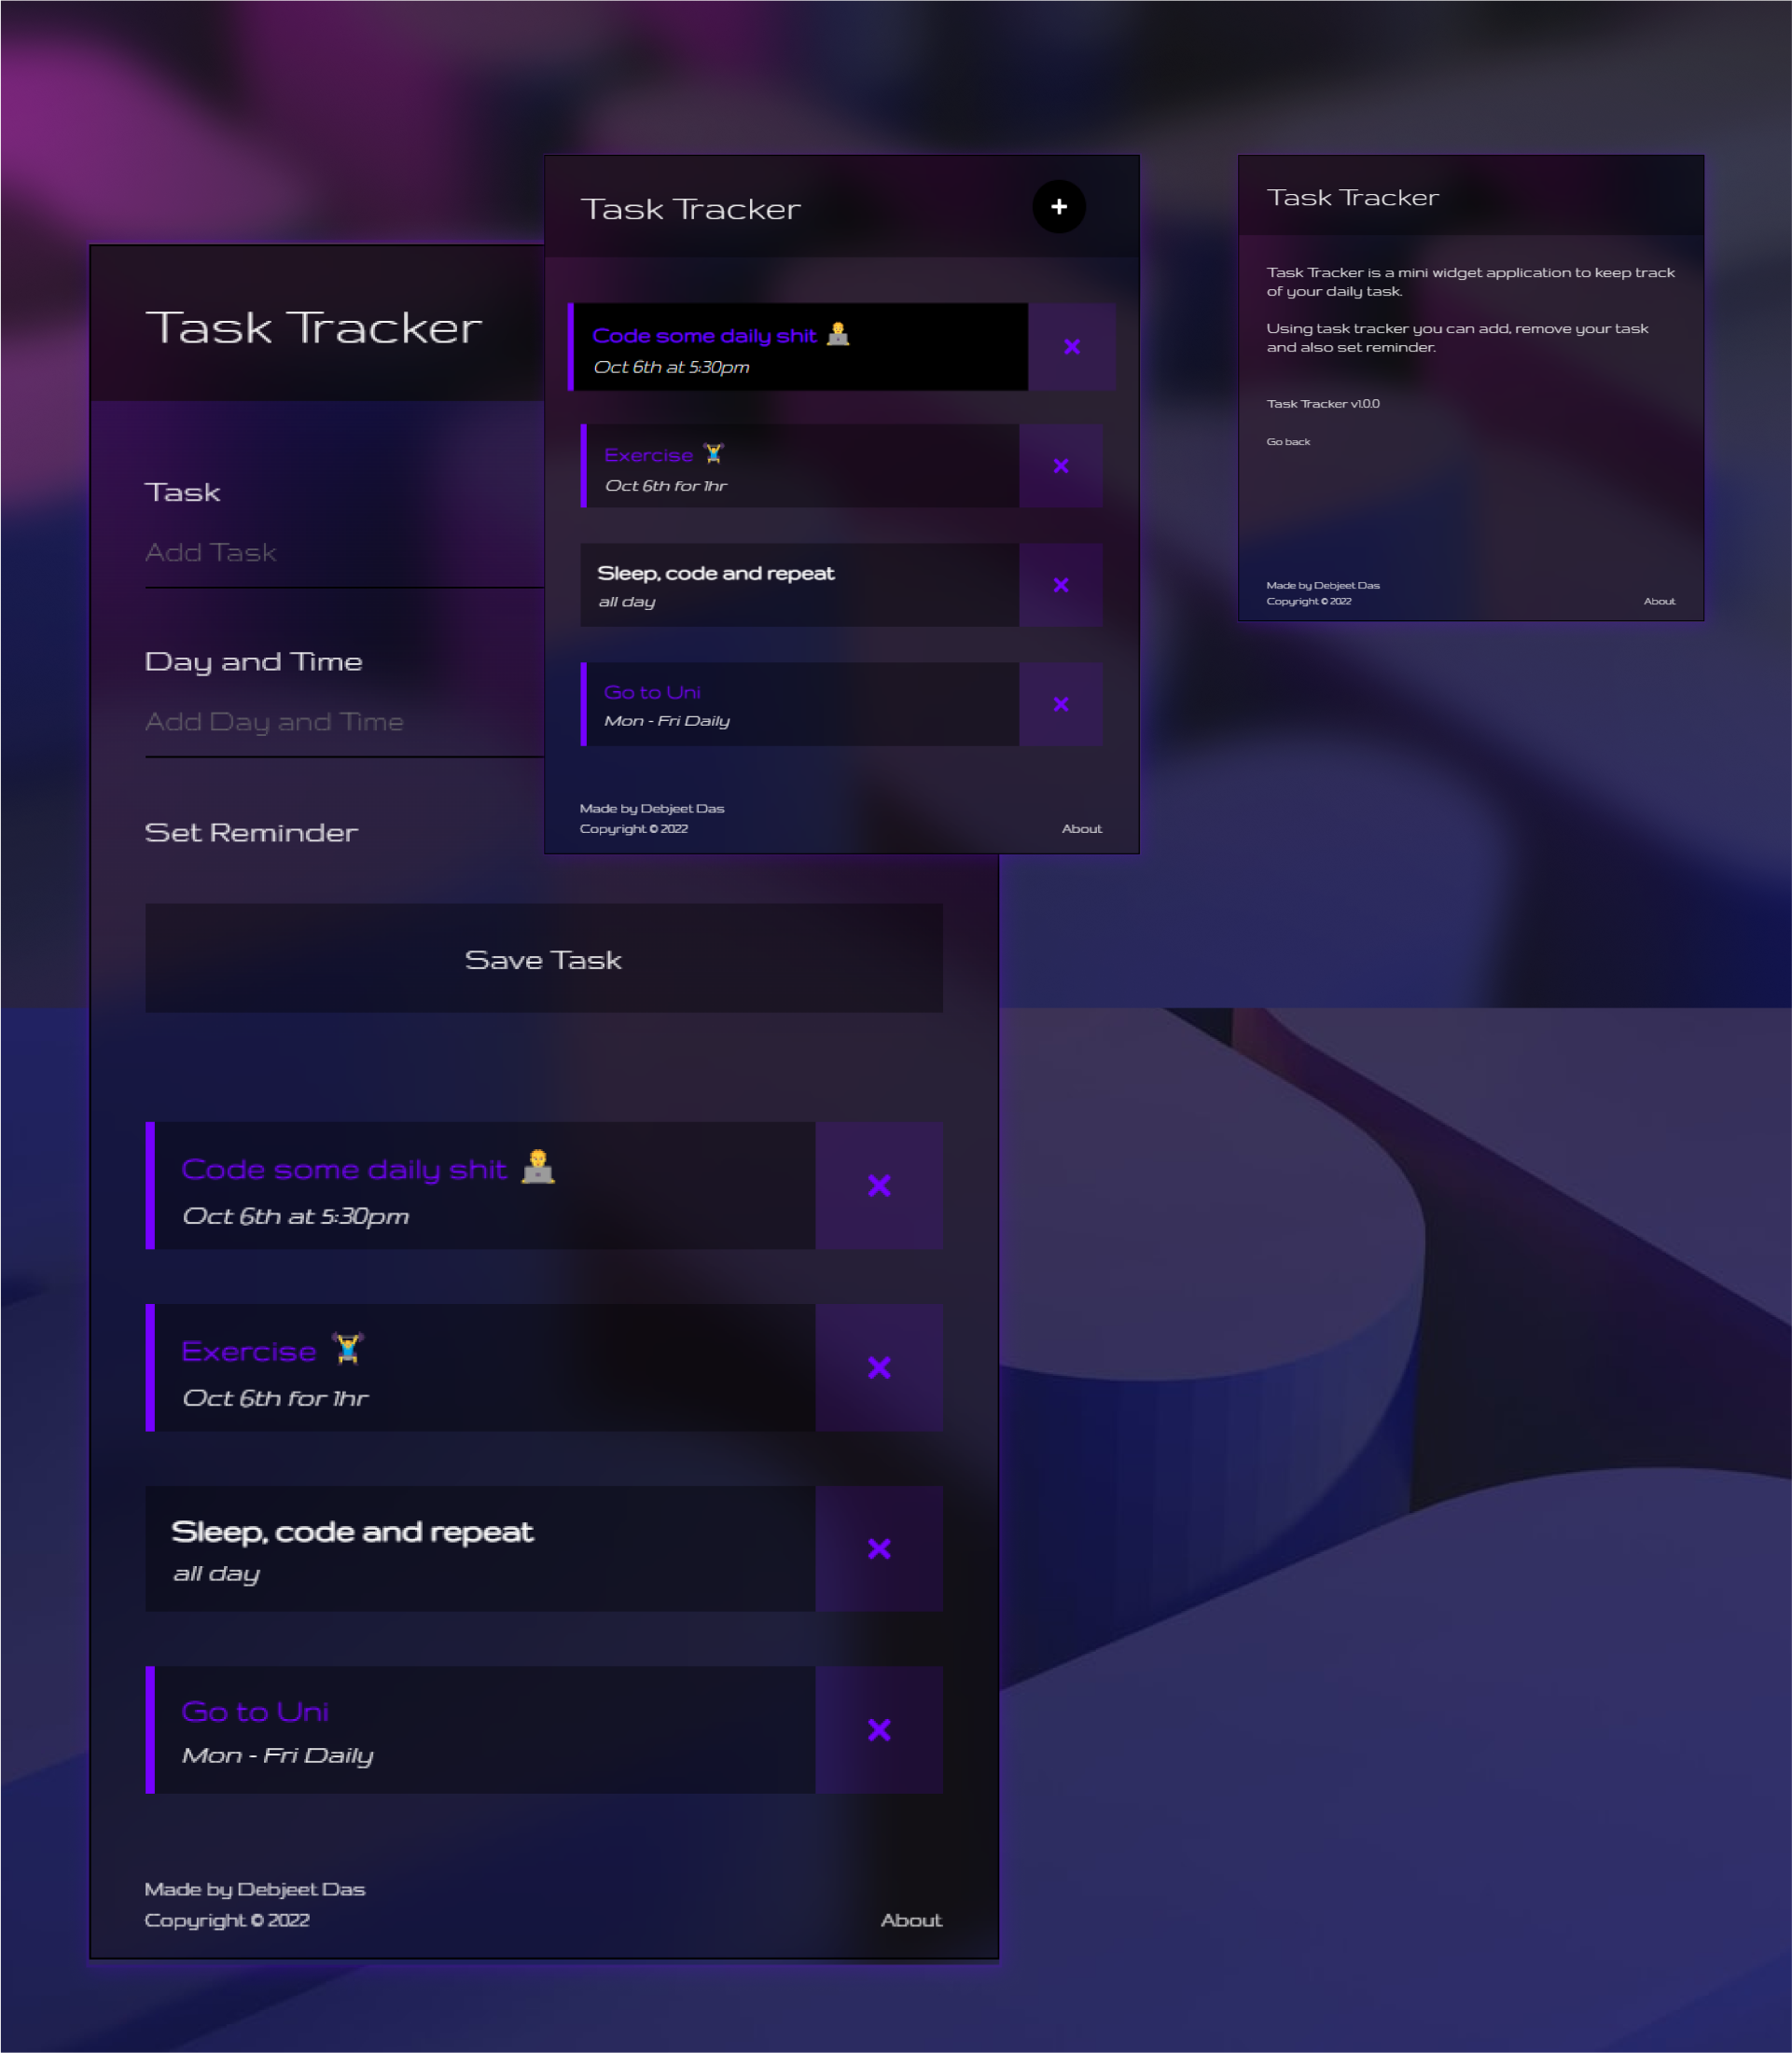 Task Tracker
Task
Add Task
Day and Time
Add Day and Time
Set Reminder
Save Task
Code some daily shit 👨‍💻
Oct 6th at 5:30pm
Exercise 🏋️
Oct 6th for 1hr
Sleep, code and repeat
all day
Go to Uni
Mon - Fri Daily
Made by Debjeet Das
Copyright © 2022
About
Task Tracker
Code some daily shit 👨‍💻
Oct 6th at 5:30pm
Exercise 🏋️
Oct 6th for 1hr
Sleep, code and repeat
all day
Go to Uni
Mon - Fri Daily
Made by Debjeet Das
Copyright © 2022
About
Task Tracker
Task Tracker is a mini widget application to keep track
of your daily task.
Using task tracker you can add, remove your task
and also set reminder.
Task Tracker v1.0.0
Go back
Made by Debjeet Das
Copyright © 2022
About